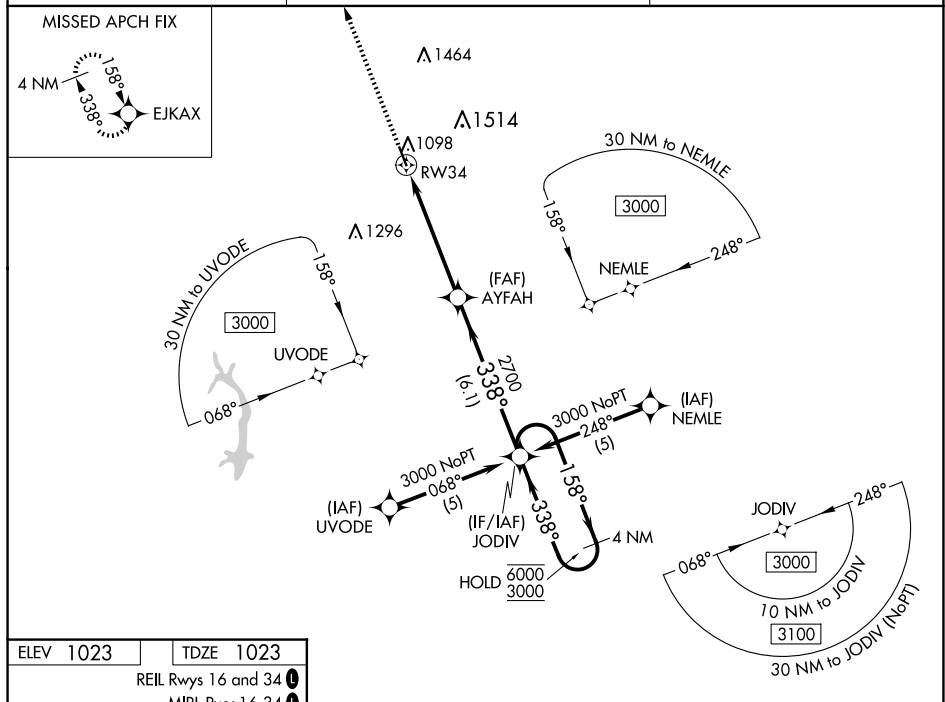 MISSED APCH FIX
4 NM
158°
338°
EJKAX
1464
1514
1098
RW34
1296
30 NM to NEMLE
3000
158°
248°
NEMLE
30 NM to UVODE
3000
158°
UVODE
068°
(FAF)
AYFAH
2700
338°
(6.1)
3000 NoPT
248°
(5)
(IAF)
NEMLE
3000 NoPT
068°
(5)
(IAF)
UVODE
(IF/IAF)
JODIV
158°
338°
4 NM
HOLD 6000
3000
JODIV
248°
068°
3000
10 NM to JODIV
3100
30 NM to JODIV (NoPT)
ELEV 1023
TDZE 1023
REIL Rwys 16 and 34 L